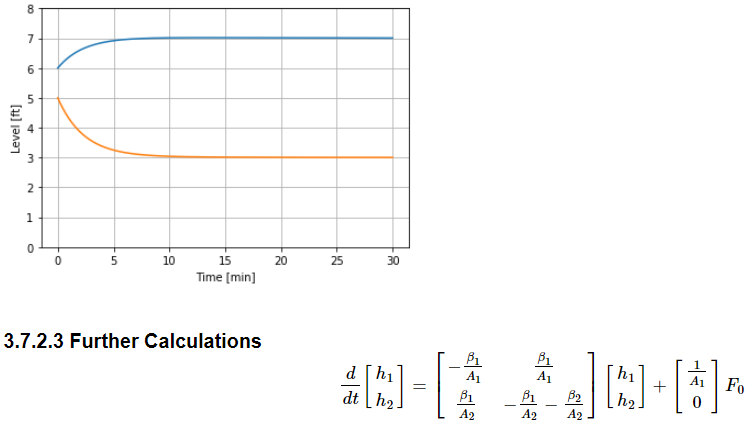 8
7
6
5
4
3
2
1
0
Level [ft]
0 5 10 15 20 25 30
Time [min]
3.7.2.3 Further Calculations
d/dt [h₁ h₂] = [−β₁/A₁ β₁/A₁ β₁/A₂ −β₁/A₂ − β₂/A₂] [h₁ h₂] + [1/A₁ 0] F₀